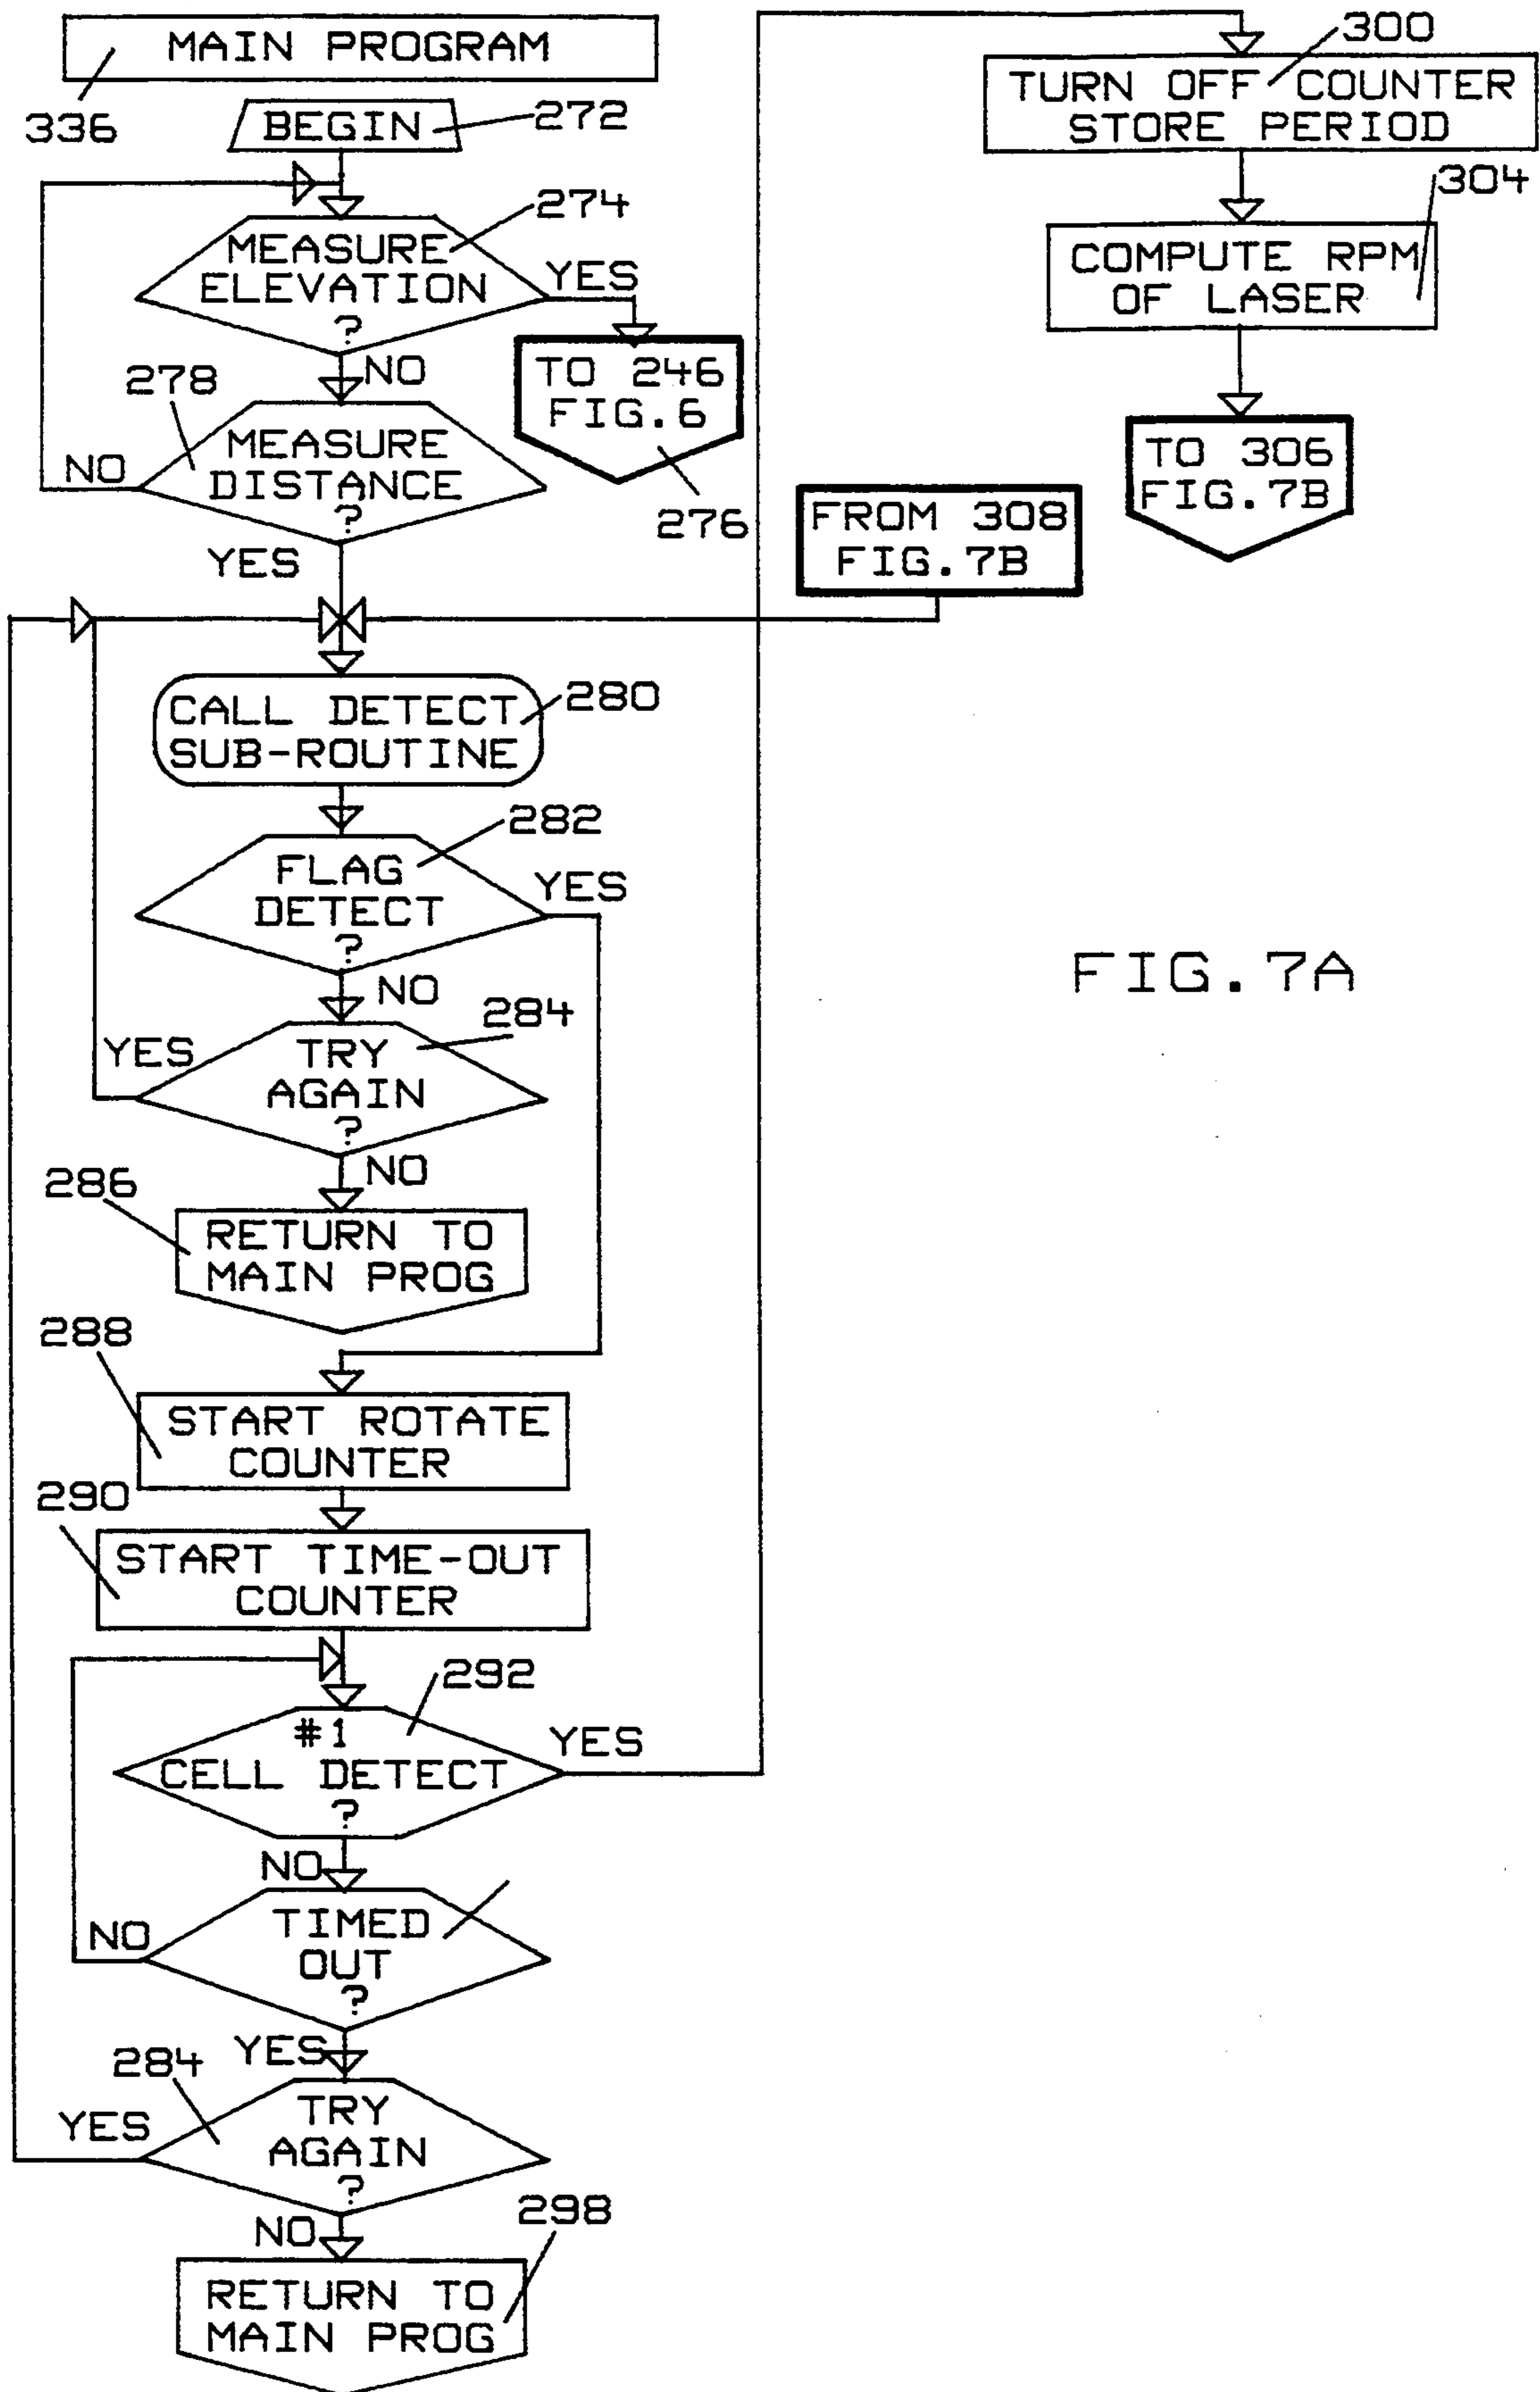 MAIN PROGRAM
336
BEGIN
272
274
MEASURE
ELEVATION
?
YES
NO
TO 246
FIG.6
276
278
MEASURE
DISTANCE
?
NO
YES
FROM 308
FIG.7B
CALL DETECT
SUB-ROUTINE
280
282
FLAG
DETECT
?
YES
NO
284
TRY
AGAIN
?
YES
NO
286
RETURN TO
MAIN PROG
288
START ROTATE
COUNTER
290
START TIME-OUT
COUNTER
292
#1
CELL DETECT
?
YES
NO
TIMED
OUT
?
NO
YES
284
TRY
AGAIN
?
YES
NO
298
RETURN TO
MAIN PROG
300
TURN OFF COUNTER
STORE PERIOD
304
COMPUTE RPM
OF LASER
TO 306
FIG.7B
FIG.7A